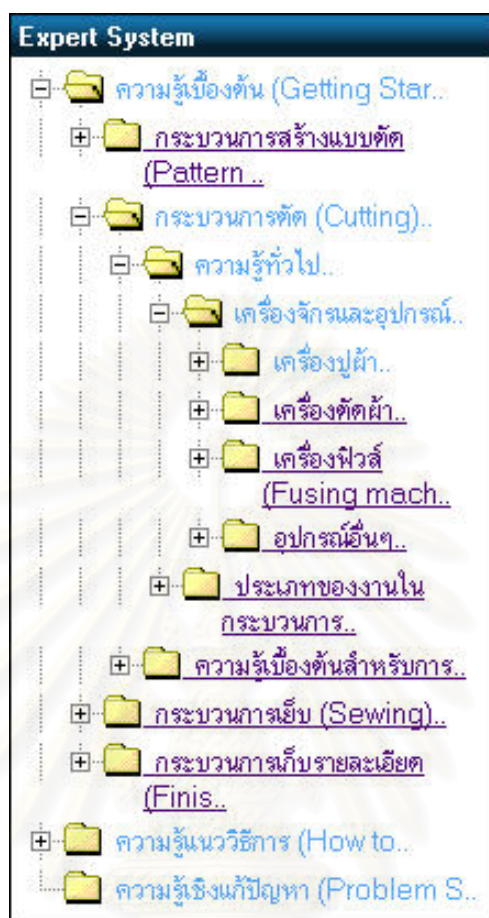 Expert System
ความรู้เบื้องต้น (Getting Star..
กระบวนการสร้างแบบตัด
(Pattern ..
กระบวนการตัด (Cutting)..
ความรู้ทั่วไป..
เครื่องจักรและอุปกรณ์..
เครื่องปูผ้า..
เครื่องตัดผ้า..
เครื่องฟิวส์
(Fusing mach..
อุปกรณ์อื่นๆ..
ประเภทของงานใน
กระบวนการ..
ความรู้เบื้องต้นสำหรับการ..
กระบวนการเย็บ (Sewing)..
กระบวนการเก็บรายละเอียด
(Finis..
ความรู้แนววิธีการ (How to..
ความรู้เชิงแก้ปัญหา (Problem S..